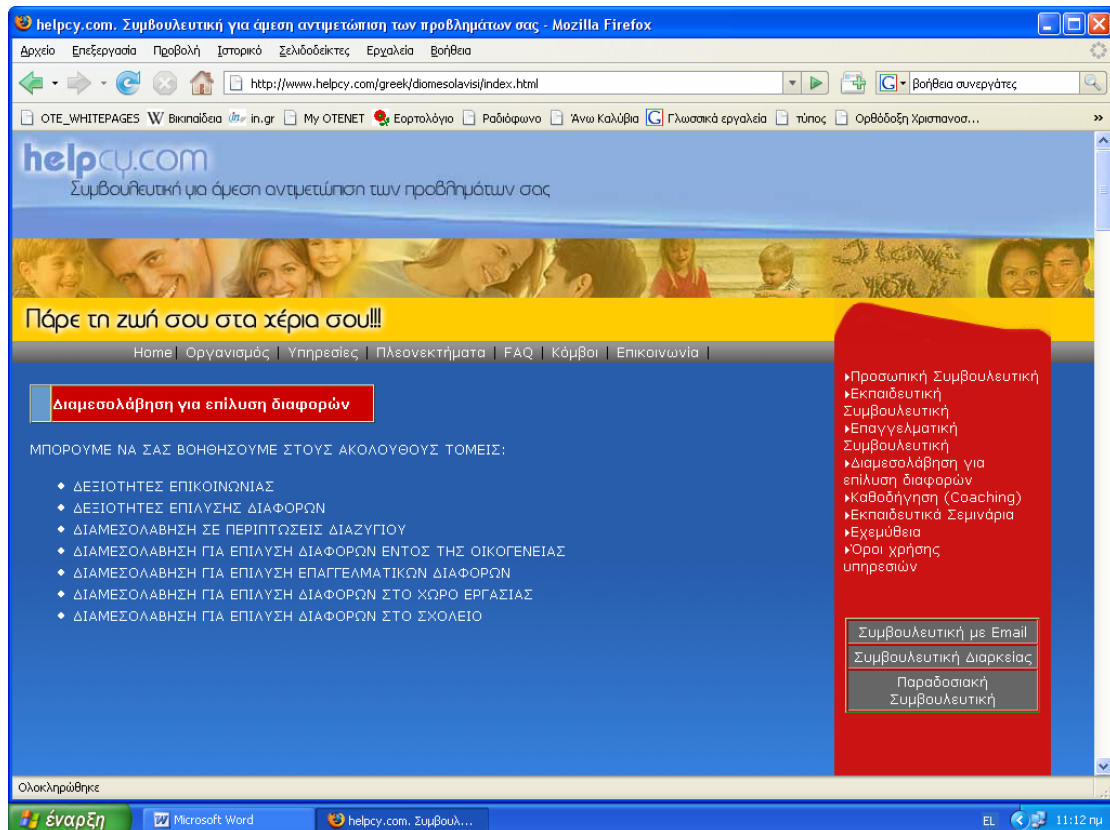 helpcy.com. Συμβουλευτική για άμεση αντιμετώπιση των προβλημάτων σας - Mozilla Firefox
Αρχείο Επεξεργασία Προβολή Ιστορικό Σελιδοδείκτες Εργαλεία Βοήθεια
http://www.helpcy.com/greek/diomesolavisi/index.html
G βοήθεια συνεργάτες
OTE_WHITEPAGES W Βικιπαίδεια in.gr My OTENET Εορτολόγιο Ραδιόφωνο Άνω Καλύβια G Γλωσσικά εργαλεία τύπος Ορθόδοξη Χριστιανοσ... »
helpcy.com
Συμβουλευτική για άμεση αντιμετώπιση των προβλημάτων σας
Πάρε τη ζωή σου στα χέρια σου!!!
Home| Οργανισμός | Υπηρεσίες | Πλεονεκτήματα | FAQ | Κόμβοι | Επικοινωνία |
Διαμεσολάβηση για επίλυση διαφορών
ΜΠΟΡΟΥΜΕ ΝΑ ΣΑΣ ΒΟΗΘΗΣΟΥΜΕ ΣΤΟΥΣ ΑΚΟΛΟΥΘΟΥΣ ΤΟΜΕΙΣ:
• ΔΕΞΙΟΤΗΤΕΣ ΕΠΙΚΟΙΝΩΝΙΑΣ
• ΔΕΞΙΟΤΗΤΕΣ ΕΠΙΛΥΣΗΣ ΔΙΑΦΟΡΩΝ
• ΔΙΑΜΕΣΟΛΑΒΗΣΗ ΣΕ ΠΕΡΙΠΤΩΣΕΙΣ ΔΙΑΖΥΓΙΟΥ
• ΔΙΑΜΕΣΟΛΑΒΗΣΗ ΓΙΑ ΕΠΙΛΥΣΗ ΔΙΑΦΟΡΩΝ ΕΝΤΟΣ ΤΗΣ ΟΙΚΟΓΕΝΕΙΑΣ
• ΔΙΑΜΕΣΟΛΑΒΗΣΗ ΓΙΑ ΕΠΙΛΥΣΗ ΕΠΑΓΓΕΛΜΑΤΙΚΩΝ ΔΙΑΦΟΡΩΝ
• ΔΙΑΜΕΣΟΛΑΒΗΣΗ ΓΙΑ ΕΠΙΛΥΣΗ ΔΙΑΦΟΡΩΝ ΣΤΟ ΧΩΡΟ ΕΡΓΑΣΙΑΣ
• ΔΙΑΜΕΣΟΛΑΒΗΣΗ ΓΙΑ ΕΠΙΛΥΣΗ ΔΙΑΦΟΡΩΝ ΣΤΟ ΣΧΟΛΕΙΟ
Προσωπική Συμβουλευτική
Εκπαιδευτική
Συμβουλευτική
Επαγγελματική
Συμβουλευτική
Διαμεσολάβηση για
επίλυση διαφορών
Καθοδήγηση (Coaching)
Εκπαιδευτικά Σεμινάρια
Εχεμύθεια
Όροι χρήσης
υπηρεσιών
Συμβουλευτική με Email
Συμβουλευτική Διαρκείας
Παραδοσιακή
Συμβουλευτική
Ολοκληρώθηκε
έναρξη Microsoft Word helpcy.com. Συμβουλ... EL 11:12 πμ